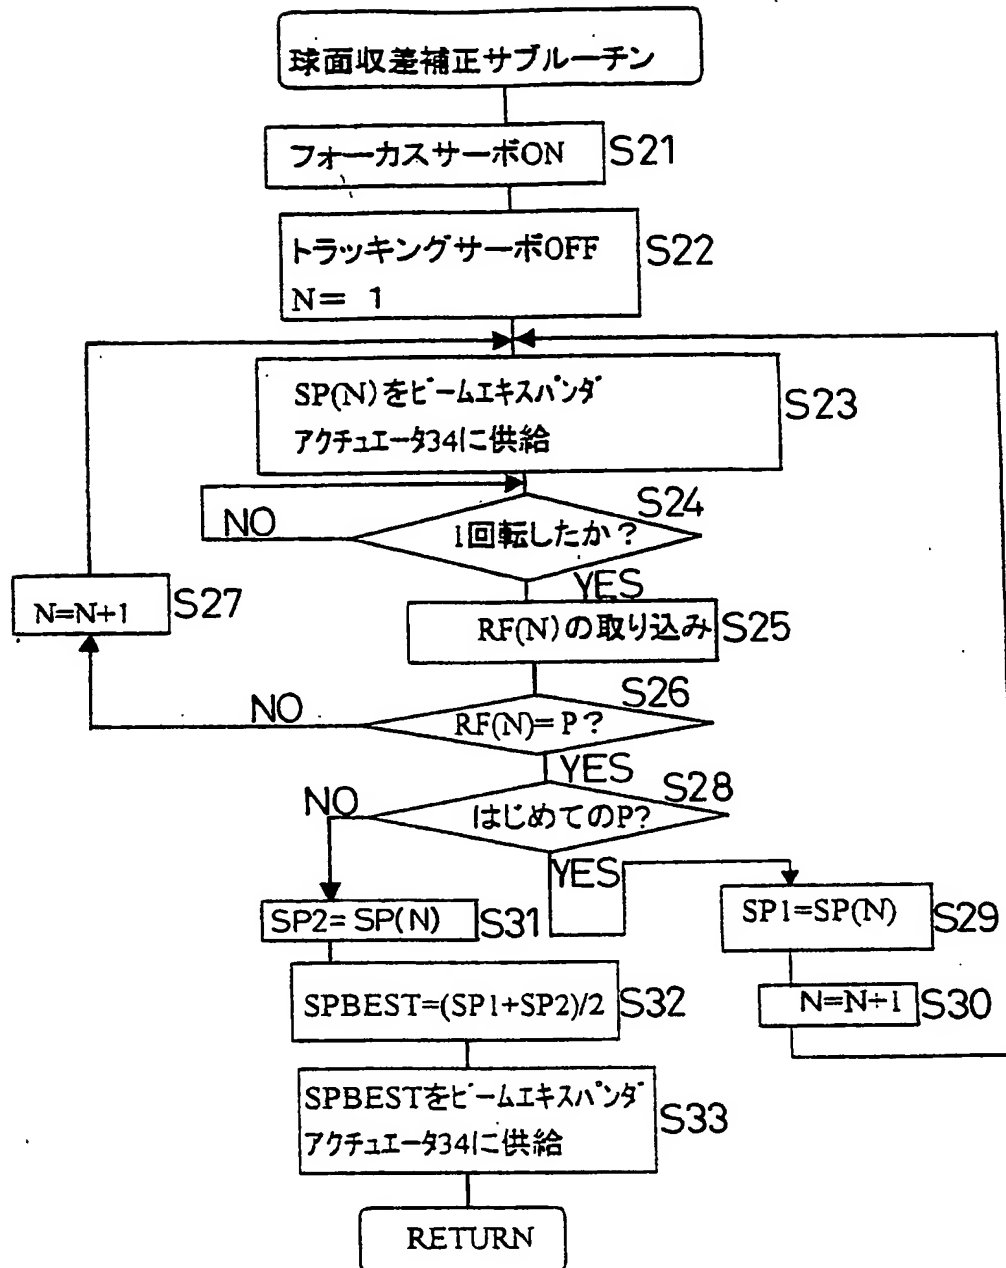 球面収差補正サブルーチン
フォーカスサーボON
S21
トラッキングサーボOFF
N= 1
S22
SP(N)をビームエキスパンダ
アクチュエータ34に供給
S23
S24
NO
1回転したか?
YES
N=N+1
S27
RF(N)の取り込み
S25
S26
NO
RF(N)=P?
YES
S28
NO
はじめてのP?
YES
SP2=SP(N)
S31
SP1=SP(N)
S29
SPBEST=(SP1+SP2)/2
S32
N=N+1
S30
SPBESTをビームエキスパンダ
アクチュエータ34に供給
S33
RETURN